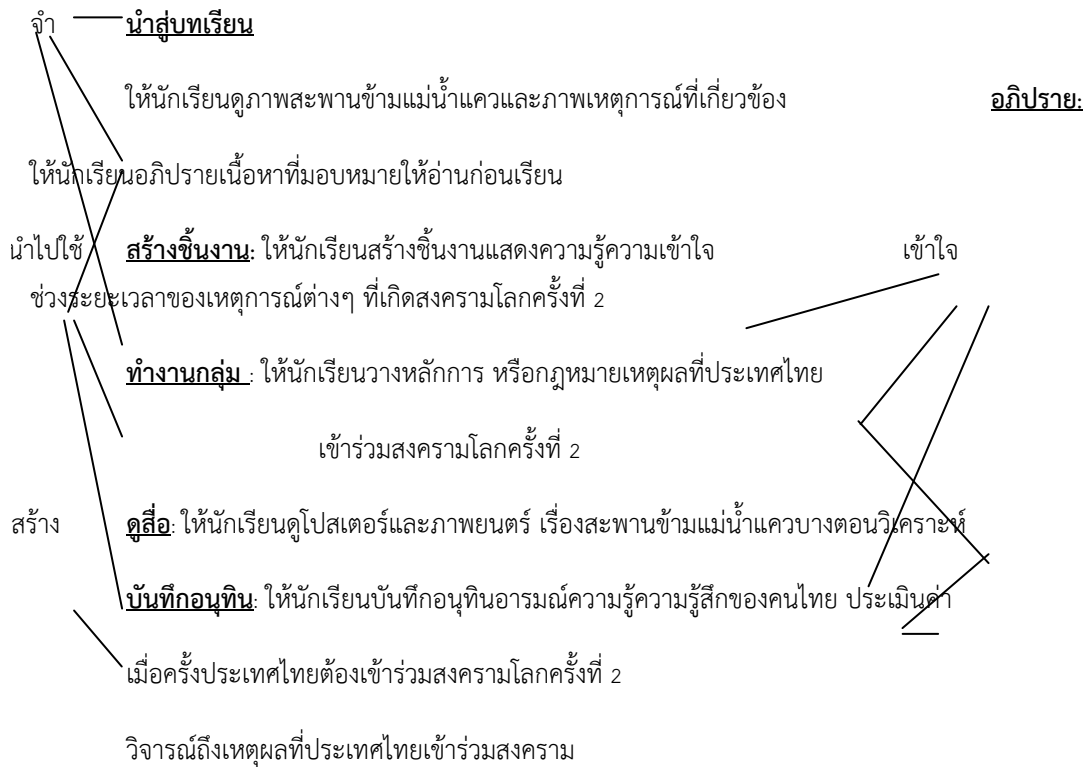 จำ นำสู่บทเรียน
ให้นักเรียนดูภาพสะพานข้ามแม่น้ำแควและภาพเหตุการณ์ที่เกี่ยวข้อง อภิปราย:
ให้นักเรียนอภิปรายเนื้อหาที่มอบหมายให้อ่านก่อนเรียน
นำไปใช้ สร้างชิ้นงาน: ให้นักเรียนสร้างชิ้นงานแสดงความรู้ความเข้าใจ เข้าใจ
ช่วงระยะเวลาของเหตุการณ์ต่างๆ ที่เกิดสงครามโลกครั้งที่ 2
ทำงานกลุ่ม : ให้นักเรียนวางหลักการ หรือกฎหมายเหตุผลที่ประเทศไทย
เข้าร่วมสงครามโลกครั้งที่ 2
สร้าง ดูสื่อ: ให้นักเรียนดูโปสเตอร์และภาพยนตร์ เรื่องสะพานข้ามแม่น้ำแควบางตอนวิเคราะห์
บันทึกอนุทิน: ให้นักเรียนบันทึกอนุทินอารมณ์ความรู้ความรู้สึกของคนไทย ประเมินค่า
เมื่อครั้งประเทศไทยต้องเข้าร่วมสงครามโลกครั้งที่ 2
วิจารณ์ถึงเหตุผลที่ประเทศไทยเข้าร่วมสงคราม